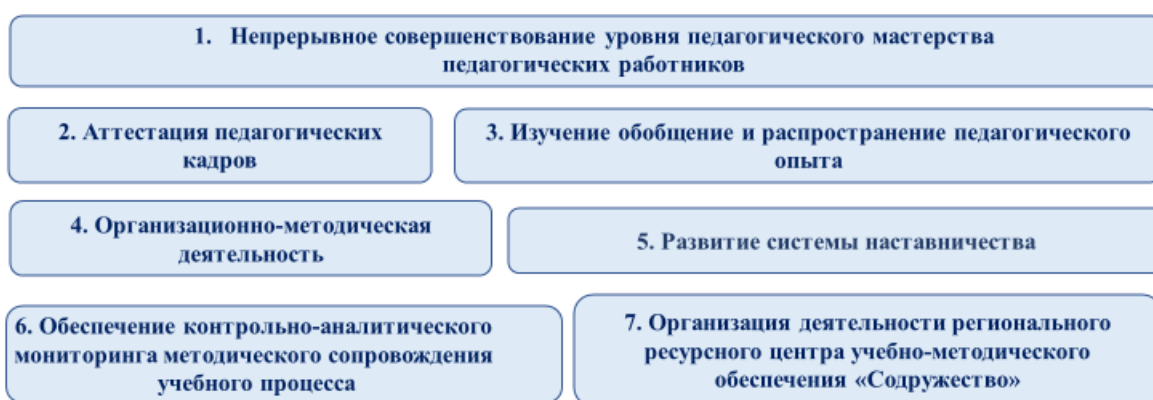 1. Непрерывное совершенствование уровня педагогического мастерства
педагогических работников
2. Аттестация педагогических
кадров
3. Изучение обобщение и распространение педагогического
опыта
4. Организационно-методическая
деятельность
5. Развитие системы наставничества
6. Обеспечение контрольно-аналитического
мониторинга методического сопровождения
учебного процесса
7. Организация деятельности регионального
ресурсного центра учебно-методического
обеспечения «Содружество»